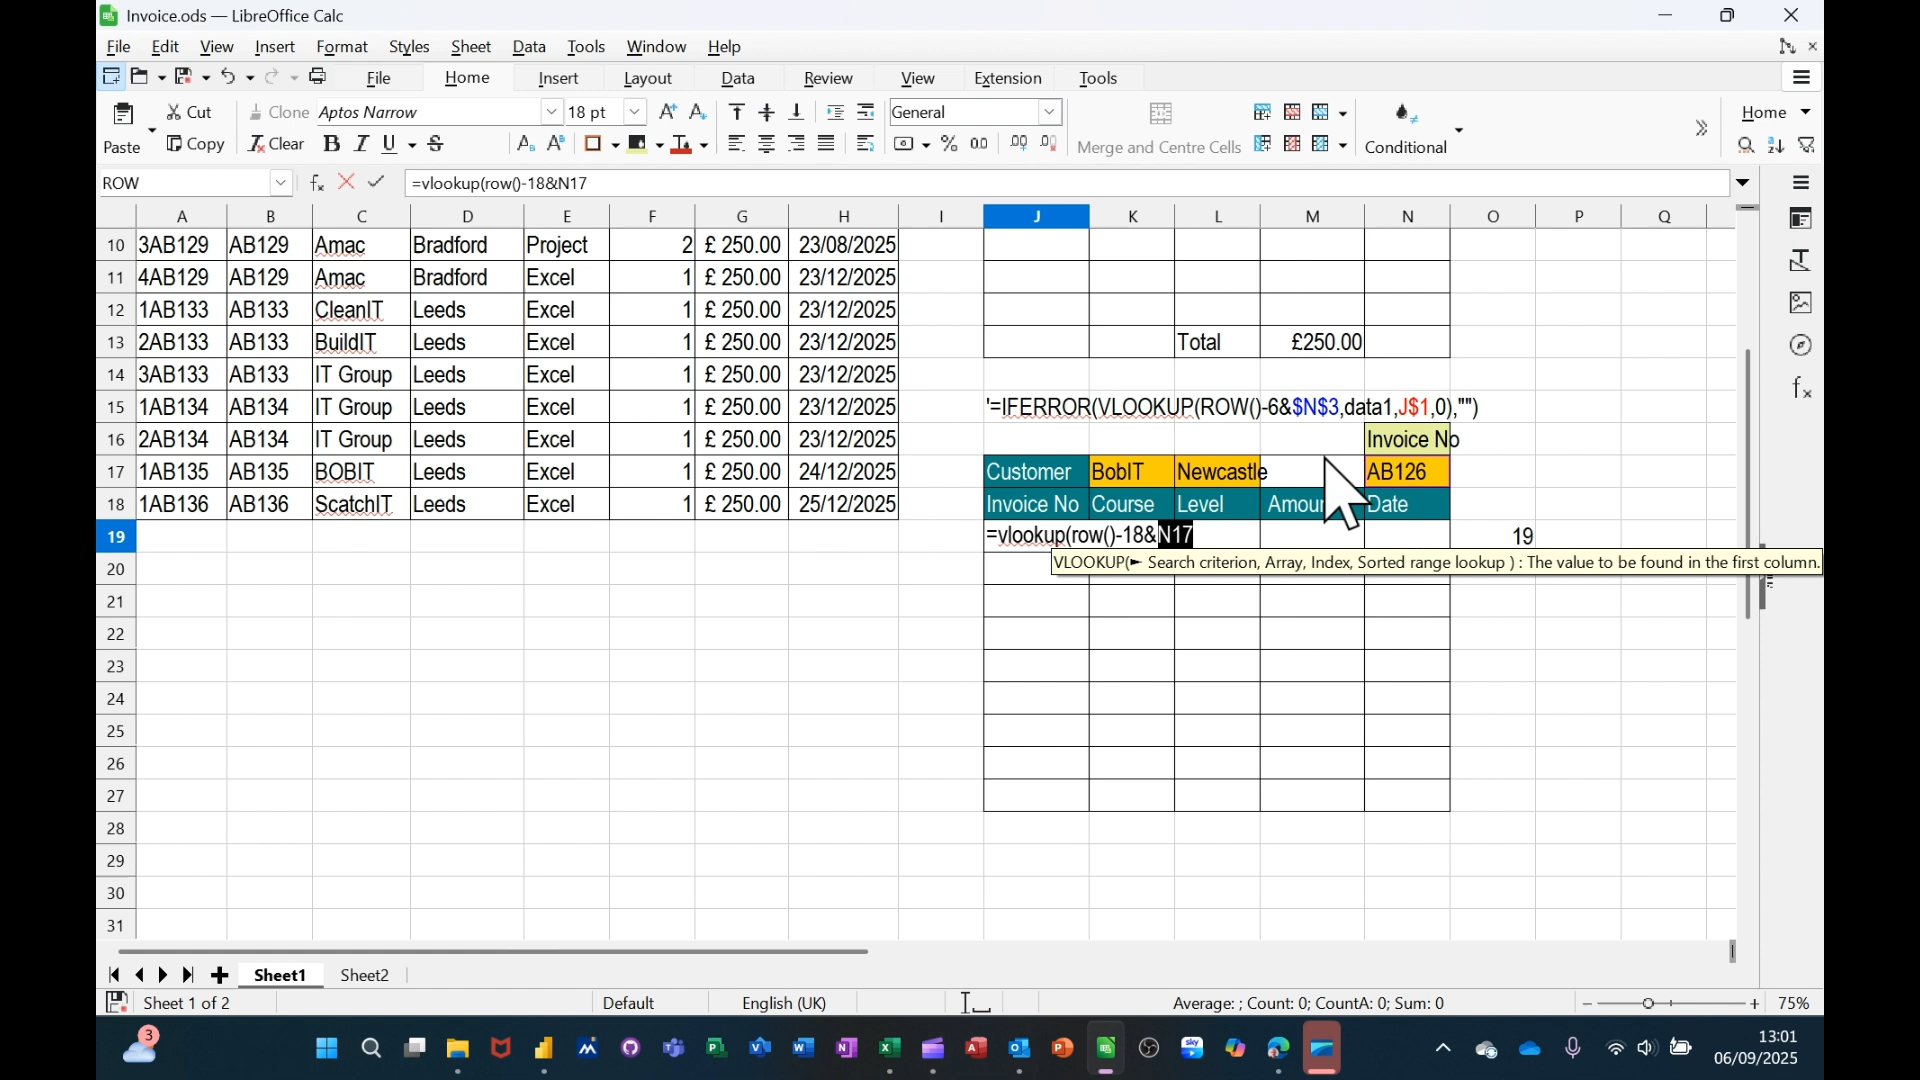 Invoice.ods — LibreOffice Calc
File Edit View Insert Format Styles Sheet Data Tools Window Help
File Home Insert Layout Data Review View Extension Tools
Paste Cut Clone Aptos Narrow 18 pt General Merge and Centre Cells Conditional Home
Copy Clear
ROW =vlookup(row()-18&N17
A B C D E F G H I J K L M N O P Q
10 3AB129 AB129 Amac Bradford Project 2 £ 250.00 23/08/2025
11 4AB129 AB129 Amac Bradford Excel 1 £ 250.00 23/12/2025
12 1AB133 AB133 CleanIT Leeds Excel 1 £ 250.00 23/12/2025
13 2AB133 AB133 BuildIT Leeds Excel 1 £ 250.00 23/12/2025 Total £250.00
14 3AB133 AB133 IT Group Leeds Excel 1 £ 250.00 23/12/2025
15 1AB134 AB134 IT Group Leeds Excel 1 £ 250.00 23/12/2025 '=IFERROR(VLOOKUP(ROW()-6&$N$3,data1,J$1,0),"")
16 2AB134 AB134 IT Group Leeds Excel 1 £ 250.00 23/12/2025 Invoice No
17 1AB135 AB135 BOBIT Leeds Excel 1 £ 250.00 24/12/2025 Customer BobIT Newcastle AB126
18 1AB136 AB136 ScatchIT Leeds Excel 1 £ 250.00 25/12/2025 Invoice No Course Level Amou Date
19 =vlookup(row()-18&N17 19
VLOOKUP(► Search criterion, Array, Index, Sorted range lookup ) : The value to be found in the first column.
20
21
22
23
24
25
26
27
28
29
30
31
Sheet1 Sheet2
Sheet 1 of 2 Default English (UK) Average: ; Count: 0; CountA: 0; Sum: 0 75%
3 13:01
06/09/2025